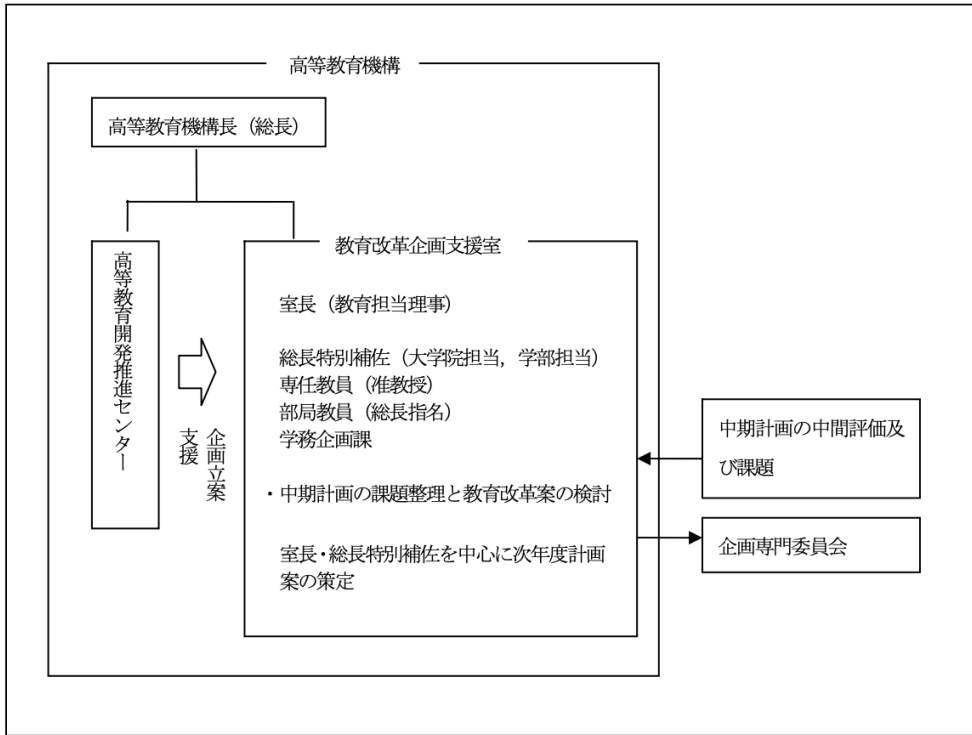 高等教育機構
高等教育機構長（総長）
教育改革企画支援室
高等教育開発推進センター
企画立案
支援
室長（教育担当理事）
総長特別補佐（大学院担当，学部担当）
専任教員（准教授）
部局教員（総長指名）
学務企画課
・中期計画の課題整理と教育改革案の検討
室長・総長特別補佐を中心に次年度計画
案の策定
中期計画の中間評価及
び課題
企画専門委員会